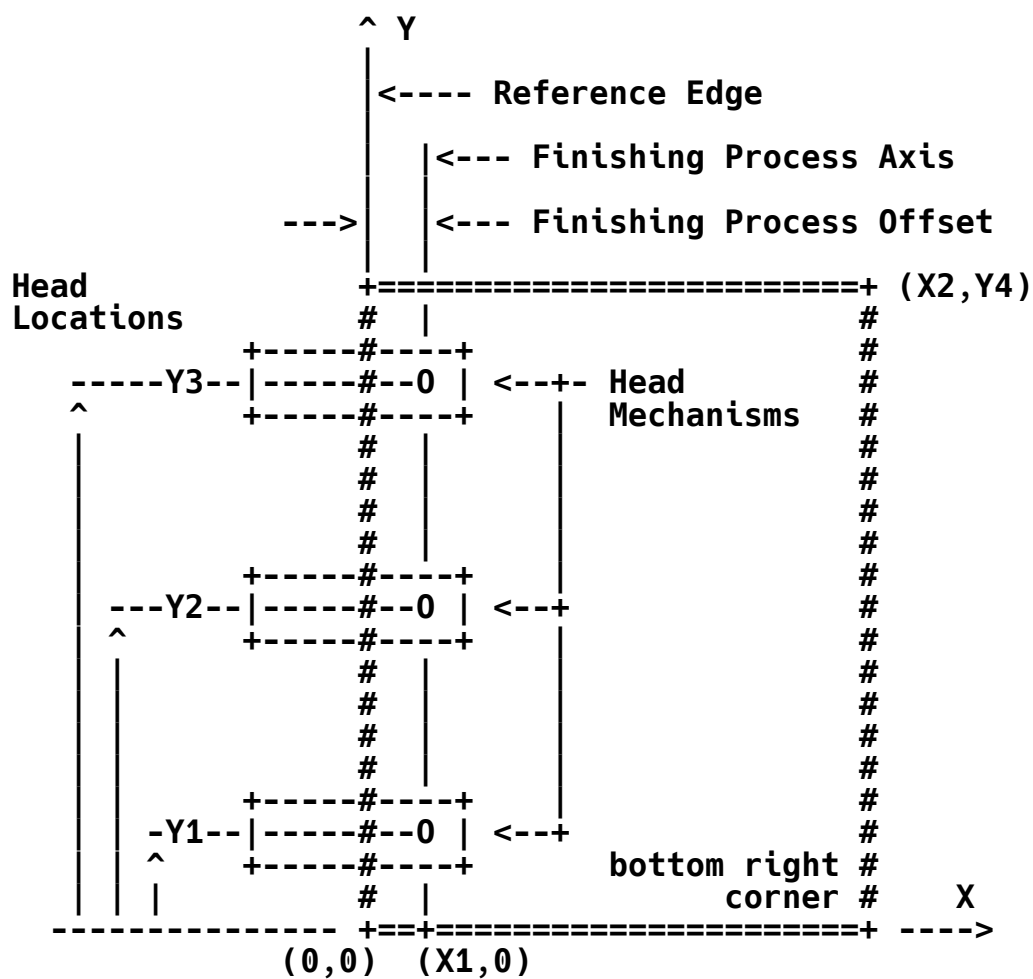 ^ Y
|
|<---- Reference Edge
|
| |<--- Finishing Process Axis
| |
--->| |<--- Finishing Process Offset
| |
Head +=========================+ (X2,Y4)
Locations # | #
+-----#----+ #
-----Y3--|-----#--O | <--+- Head #
^ +-----#----+ | Mechanisms #
| # | | #
| # | | #
| # | | #
| # | | #
| +-----#----+ | #
| ---Y2--|-----#--O | <--+ #
| ^ +-----#----+ | #
| | # | | #
| | # | | #
| | # | | #
| | # | | #
| | +-----#----+ | #
| | -Y1--|-----#--O | <--+ #
| | ^ +-----#----+ bottom right #
| | | # | corner # X
--------------- +==+======================+ ---->
(0,0) (X1,0)